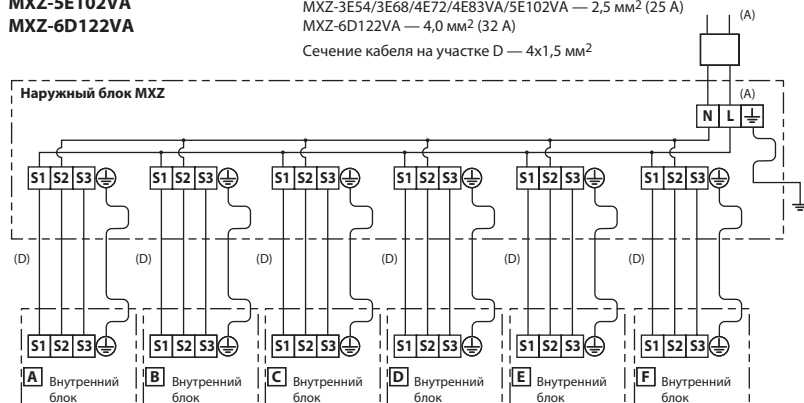 MXZ-5E102VA
MXZ-6D122VA
MXZ-3E54/3E68/4E72/4E83VA/5E102VA — 2,5 мм2 (25 А)
MXZ-6D122VA — 4,0 мм2 (32 А)
Сечение кабеля на участке D — 4x1,5 мм2
(A)
Наружный блок MXZ
(A)
N L
S1 S2 S3 S1 S2 S3 S1 S2 S3 S1 S2 S3 S1 S2 S3 S1 S2 S3
(D) (D) (D) (D) (D) (D)
S1 S2 S3 S1 S2 S3 S1 S2 S3 S1 S2 S3 S1 S2 S3 S1 S2 S3
A Внутренний блок
B Внутренний блок
C Внутренний блок
D Внутренний блок
E Внутренний блок
F Внутренний блок